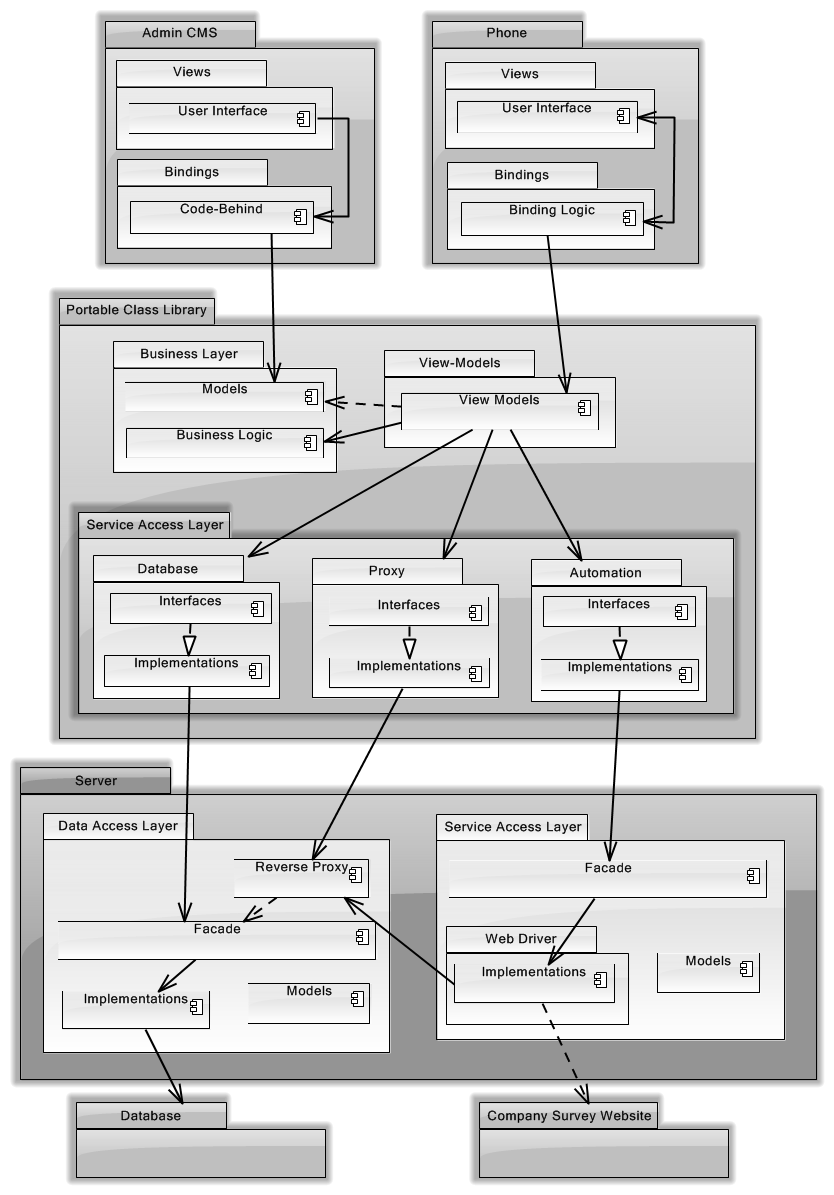 Admin CMS
Views
User Interface
Bindings
Code-Behind
Phone
Views
User Interface
Bindings
Binding Logic
Portable Class Library
Business Layer
Models
Business Logic
View-Models
View Models
Service Access Layer
Database
Interfaces
Implementations
Proxy
Interfaces
Implementations
Automation
Interfaces
Implementations
Server
Data Access Layer
Reverse Proxy
Facade
Implementations
Models
Service Access Layer
Facade
Web Driver
Implementations
Models
Database
Company Survey Website